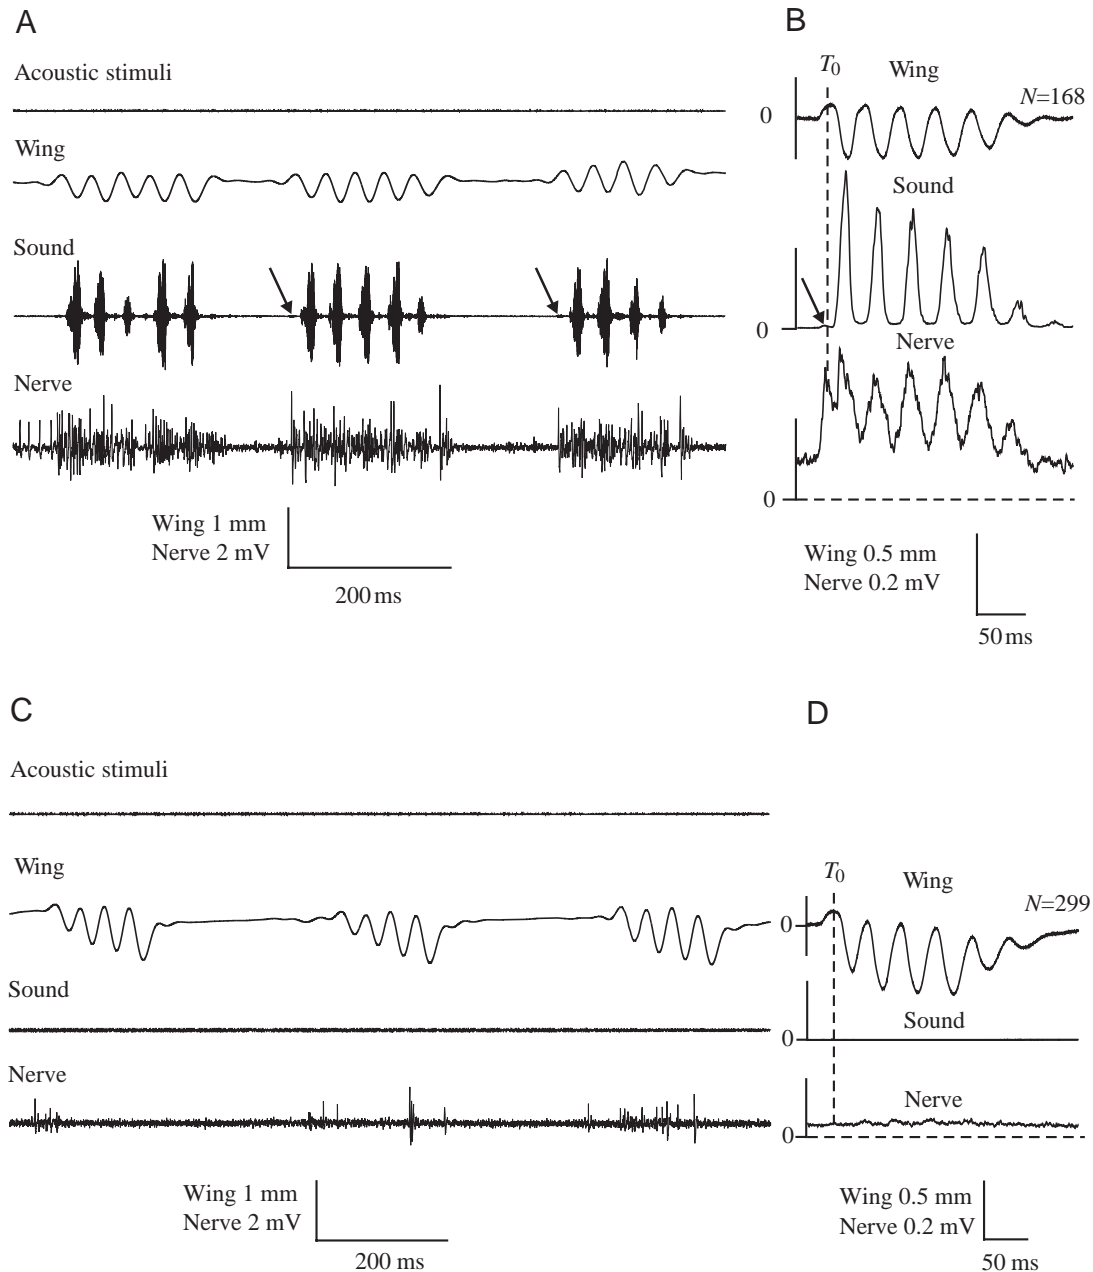 A
Acoustic stimuli
Wing
Sound
Nerve
Wing 1 mm
Nerve 2 mV
200 ms
B
T0
Wing
N=168
0
Sound
0
Nerve
0
Wing 0.5 mm
Nerve 0.2 mV
50 ms
C
Acoustic stimuli
Wing
Sound
Nerve
Wing 1 mm
Nerve 2 mV
200 ms
D
T0
Wing
N=299
0
Sound
0
Nerve
0
Wing 0.5 mm
Nerve 0.2 mV
50 ms